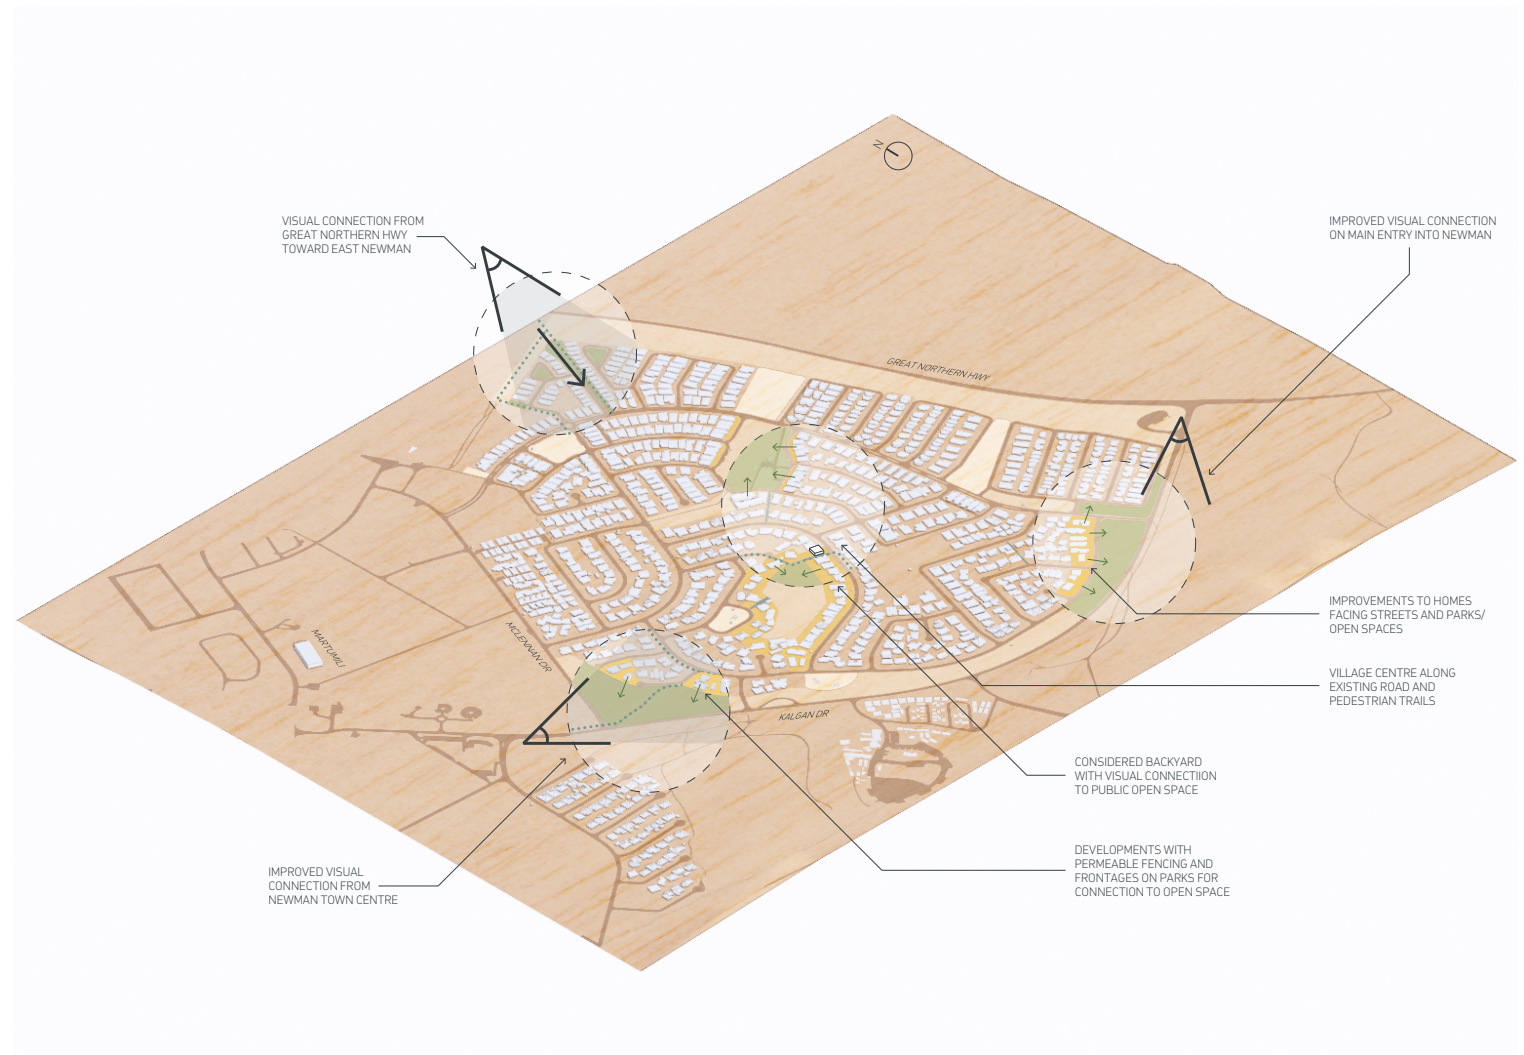 N
VISUAL CONNECTION FROM
GREAT NORTHERN HWY
TOWARD EAST NEWMAN
IMPROVED VISUAL CONNECTION
ON MAIN ENTRY INTO NEWMAN
GREAT NORTHERN HWY
MARTUMILI
MCLENNAN DR
KALGAN DR
IMPROVEMENTS TO HOMES
FACING STREETS AND PARKS/
OPEN SPACES
VILLAGE CENTRE ALONG
EXISTING ROAD AND
PEDESTRIAN TRAILS
CONSIDERED BACKYARD
WITH VISUAL CONNECTIION
TO PUBLIC OPEN SPACE
DEVELOPMENTS WITH
PERMEABLE FENCING AND
FRONTAGES ON PARKS FOR
CONNECTION TO OPEN SPACE
IMPROVED VISUAL
CONNECTION FROM
NEWMAN TOWN CENTRE